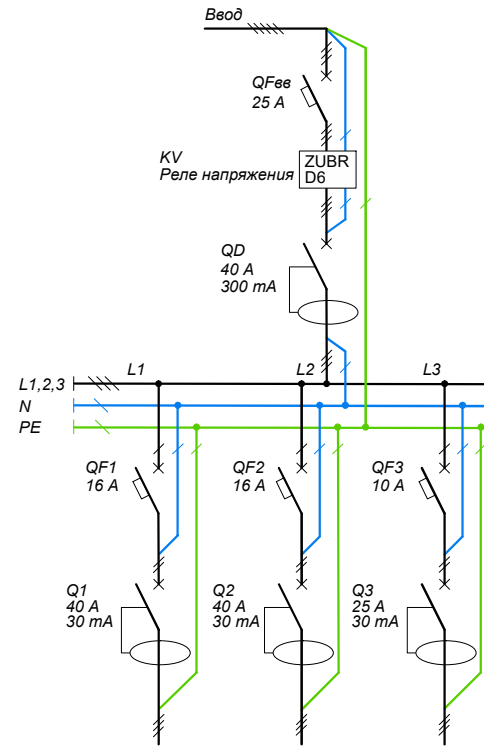 Ввод
QFвв
25 A
KV
Реле напряжения
ZUBR
D6
QD
40 A
300 mA
L1
L2
L3
L1,2,3
N
PE
QF1
16 A
QF2
16 A
QF3
10 A
Q1
40 A
30 mA
Q2
40 A
30 mA
Q3
25 A
30 mA